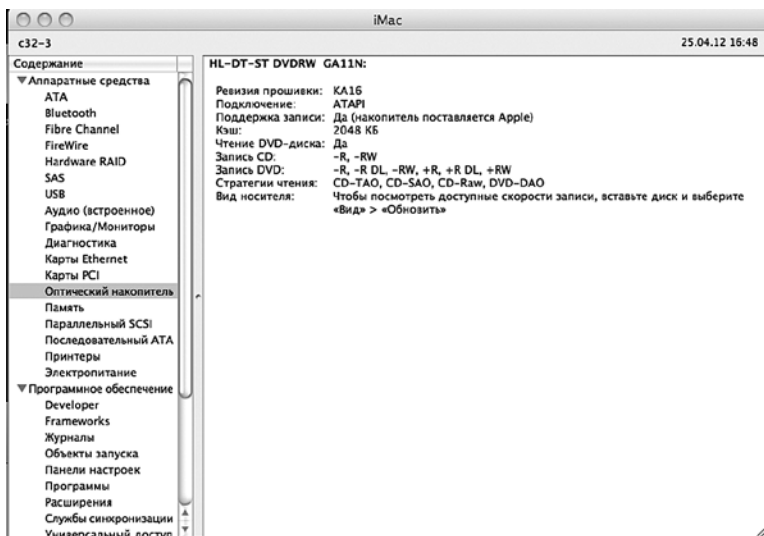 iMac
c32-3
25.04.12 16:48
Содержание
Аппаратные средства
ATA
Bluetooth
Fibre Channel
FireWire
Hardware RAID
SAS
USB
Аудио (встроенное)
Графика/Мониторы
Диагностика
Карты Ethernet
Карты PCI
Оптический накопитель
Память
Параллельный SCSI
Последовательный ATA
Принтеры
Электропитание
Программное обеспечение
Developer
Frameworks
Журналы
Объекты запуска
Панели настроек
Программы
Расширения
Службы синхронизации
Универсальный доступ
HL-DT-ST DVDRW GA11N:
Ревизия прошивки: KA16
Подключение: ATAPI
Поддержка записи: Да (накопитель поставляется Apple)
Кэш: 2048 КБ
Чтение DVD-диска: Да
Запись CD: -R, -RW
Запись DVD: -R, -R DL, -RW, +R, +R DL, +RW
Стратегии чтения: CD-TAO, CD-SAO, CD-Raw, DVD-DAO
Вид носителя: Чтобы посмотреть доступные скорости записи, вставьте диск и выберите
«Вид» > «Обновить»